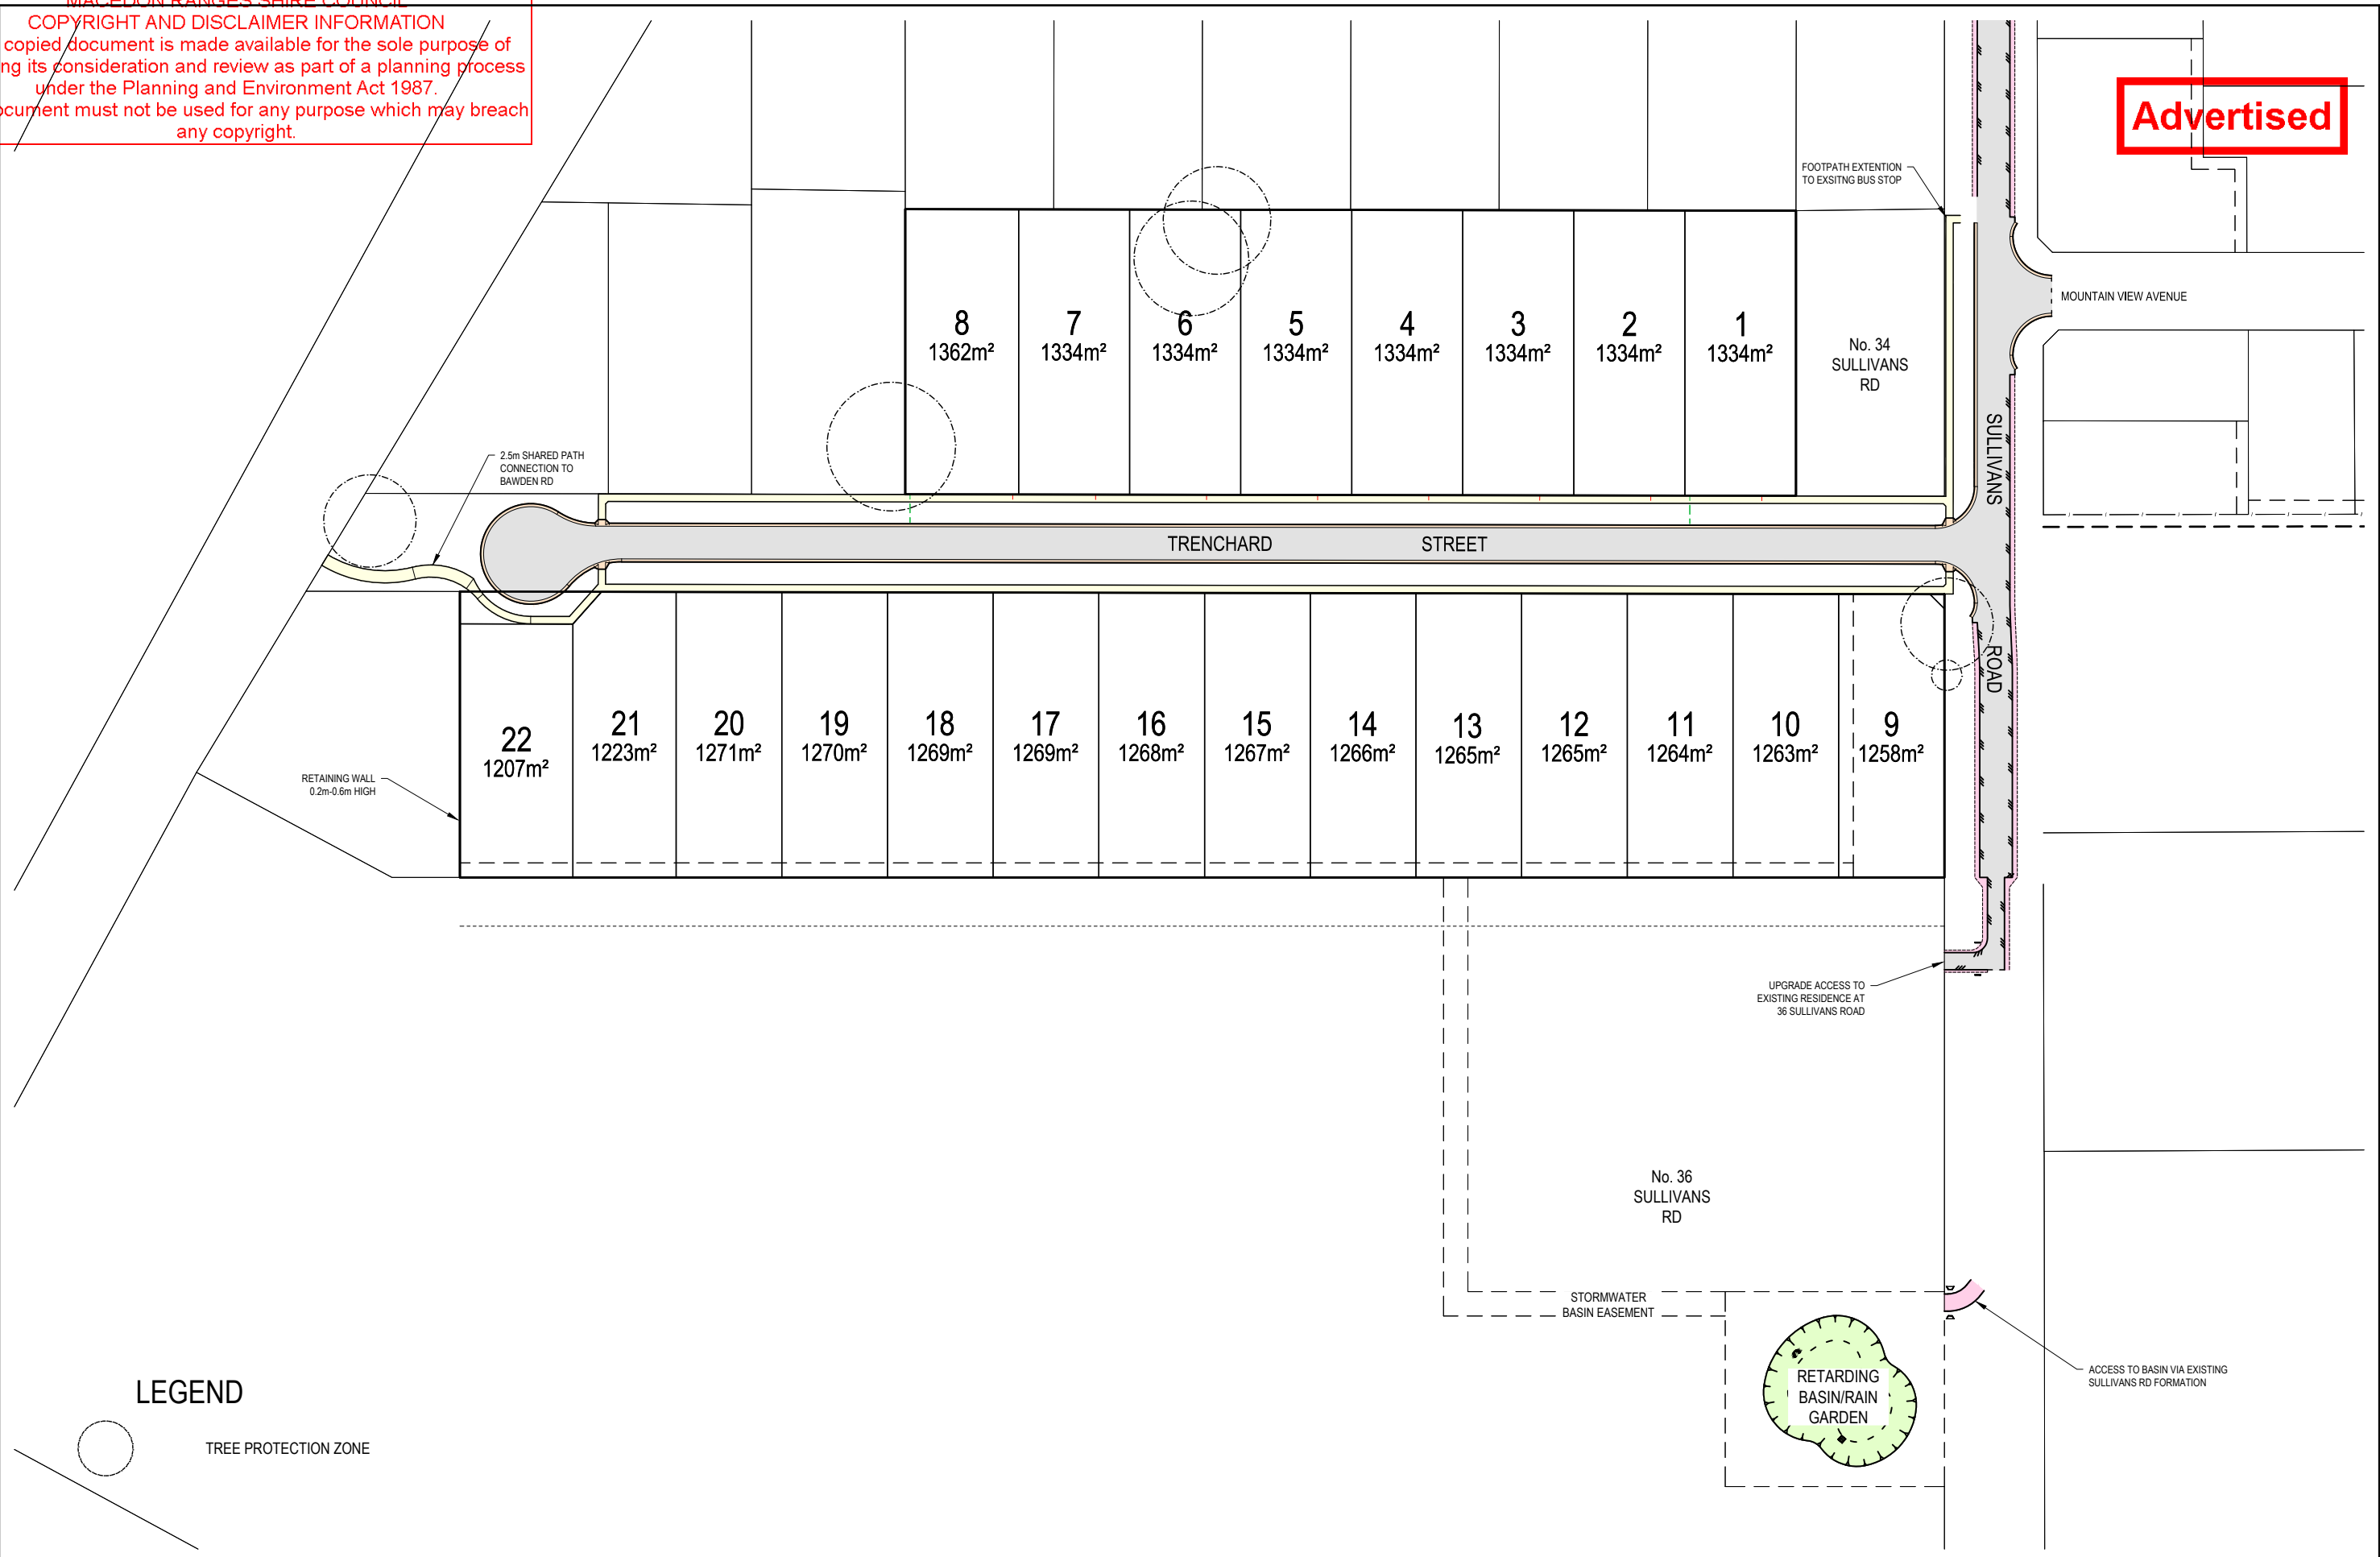 MACEDON RANGES SHIRE COUNCIL
COPYRIGHT AND DISCLAIMER INFORMATION
copied document is made available for the sole purpose of
its consideration and review as part of a planning process
under the Planning and Environment Act 1987.
must not be used for any purpose which may breach
any copyright.
Advertised
FOOTPATH EXTENTION
TO EXSITNG BUS STOP
MOUNTAIN VIEW AVENUE
8
1362m²
7
1334m²
6
1334m²
5
1334m²
4
1334m²
3
1334m²
2
1334m²
1
1334m²
No. 34
SULLIVANS
RD
SULLIVANS
ROAD
2.5m SHARED PATH
CONNECTION TO
BAWDEN RD
TRENCHARD STREET
22
1207m²
21
1223m²
20
1271m²
19
1270m²
18
1269m²
17
1269m²
16
1268m²
15
1267m²
14
1266m²
13
1265m²
12
1265m²
11
1264m²
10
1263m²
9
1258m²
RETAINING WALL
0.2m-0.6m HIGH
UPGRADE ACCESS TO
EXISTING RESIDENCE AT
36 SULLIVANS ROAD
No. 36
SULLIVANS
RD
STORMWATER
BASIN EASEMENT
RETARDING
BASIN/RAIN
GARDEN
ACCESS TO BASIN VIA EXISTING
SULLIVANS RD FORMATION
LEGEND
TREE PROTECTION ZONE